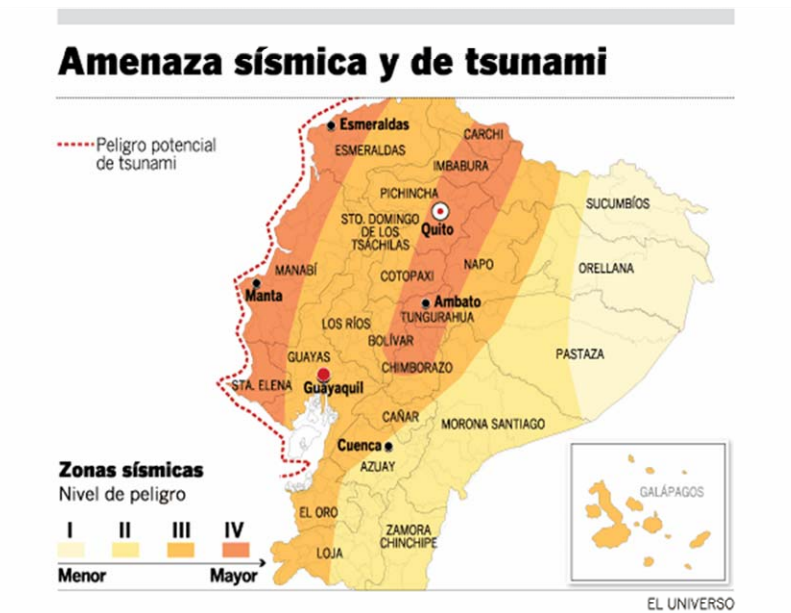 Amenaza sísmica y de tsunami
Peligro potencial
de tsunami
Esmeraldas
ESMERALDAS
CARCHI
IMBABURA
PICHINCHA
STO. DOMINGO
DE LOS
TSÁCHILAS
Quito
SUCUMBÍOS
MANABÍ
Manta
COTOPAXI
NAPO
ORELLANA
Ambato
TUNGURAHUA
LOS RÍOS
BOLÍVAR
GUAYAS
CHIMBORAZO
PASTAZA
STA. ELENA
Guayaquil
CAÑAR
MORONA SANTIAGO
Cuenca
AZUAY
Zonas sísmicas
Nivel de peligro
I II III IV
Menor Mayor
EL ORO
LOJA
ZAMORA
CHINCHIPE
GALÁPAGOS
EL UNIVERSO